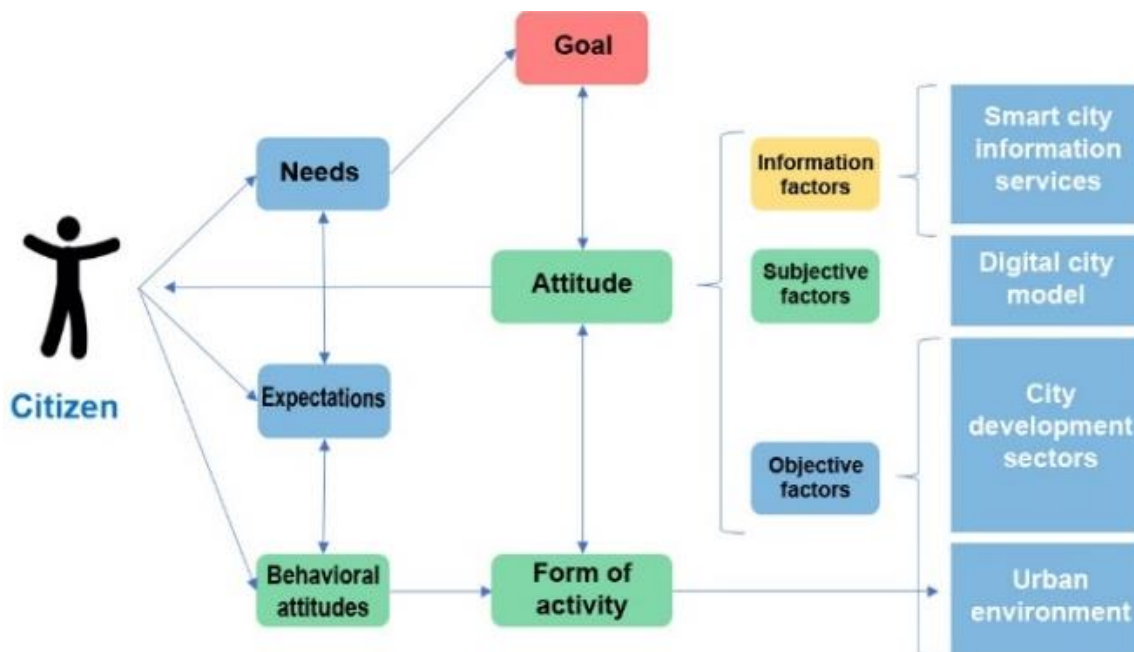 Goal
Smart city
information
services
Needs
Information
factors
Attitude
Subjective
factors
Digital city
model
Citizen
Expectations
City
development
sectors
Objective
factors
Behavioral
attitudes
Form of
activity
Urban
environment